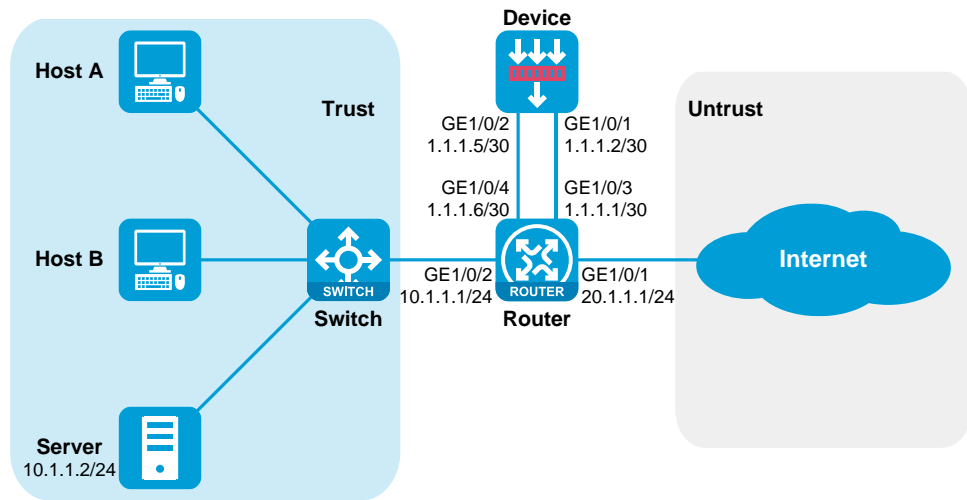 Device
Host A
Trust
GE1/0/2
1.1.1.5/30
GE1/0/1
1.1.1.2/30
Untrust
GE1/0/4
1.1.1.6/30
GE1/0/3
1.1.1.1/30
Host B
SWITCH
Switch
GE1/0/2
10.1.1.1/24
ROUTER
Router
GE1/0/1
20.1.1.1/24
Internet
Server
10.1.1.2/24